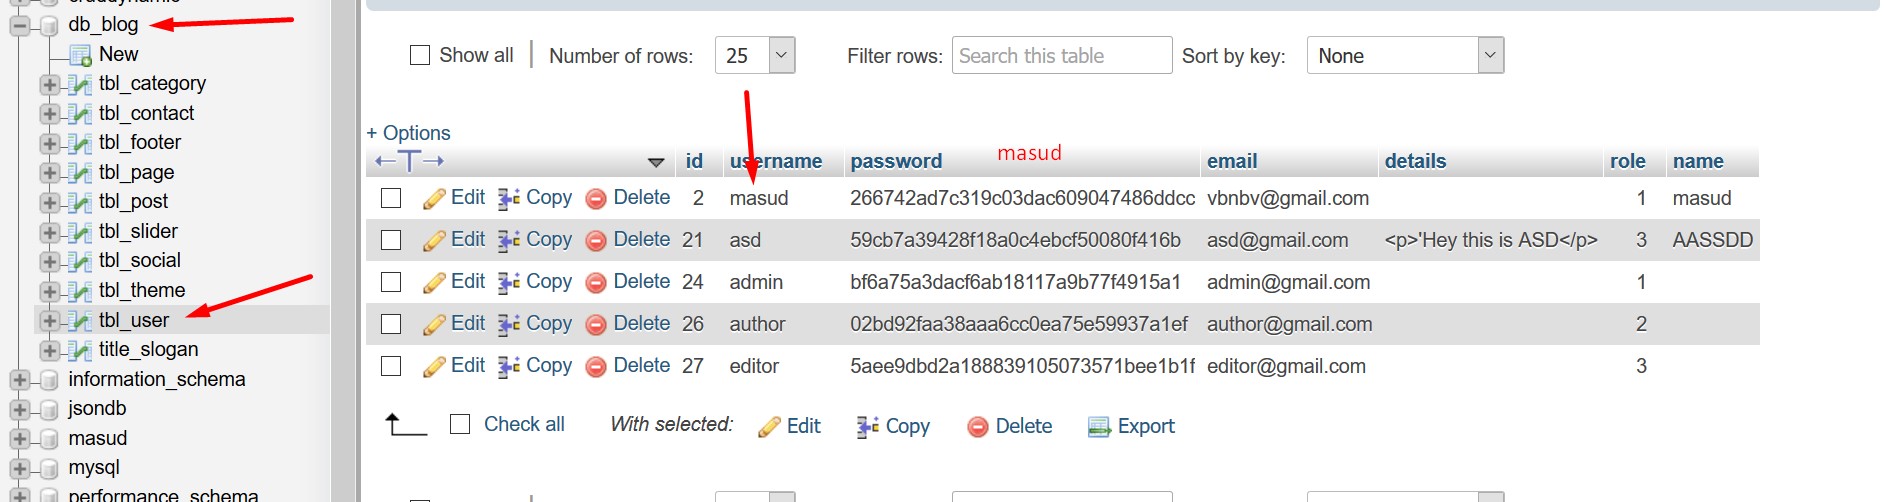 db_blog
New
tbl_category
tbl_contact
tbl_footer
tbl_page
tbl_post
tbl_slider
tbl_social
tbl_theme
tbl_user
title_slogan
information_schema
jsondb
masud
mysql
performance_schema
Show all Number of rows: 25 Filter rows: Search this table Sort by key: None
+ Options
id username password masud email details role name
Edit Copy Delete 2 masud 266742ad7c319c03dac609047486ddcc vbnbv@gmail.com 1 masud
Edit Copy Delete 21 asd 59cb7a39428f18a0c4ebcf50080f416b asd@gmail.com <p>'Hey this is ASD</p> 3 AASSDD
Edit Copy Delete 24 admin bf6a75a3dacf6ab18117a9b77f4915a1 admin@gmail.com 1
Edit Copy Delete 26 author 02bd92faa38aaa6cc0ea75e59937a1ef author@gmail.com 2
Edit Copy Delete 27 editor 5aee9dbd2a188839105073571bee1b1f editor@gmail.com 3
Check all With selected: Edit Copy Delete Export